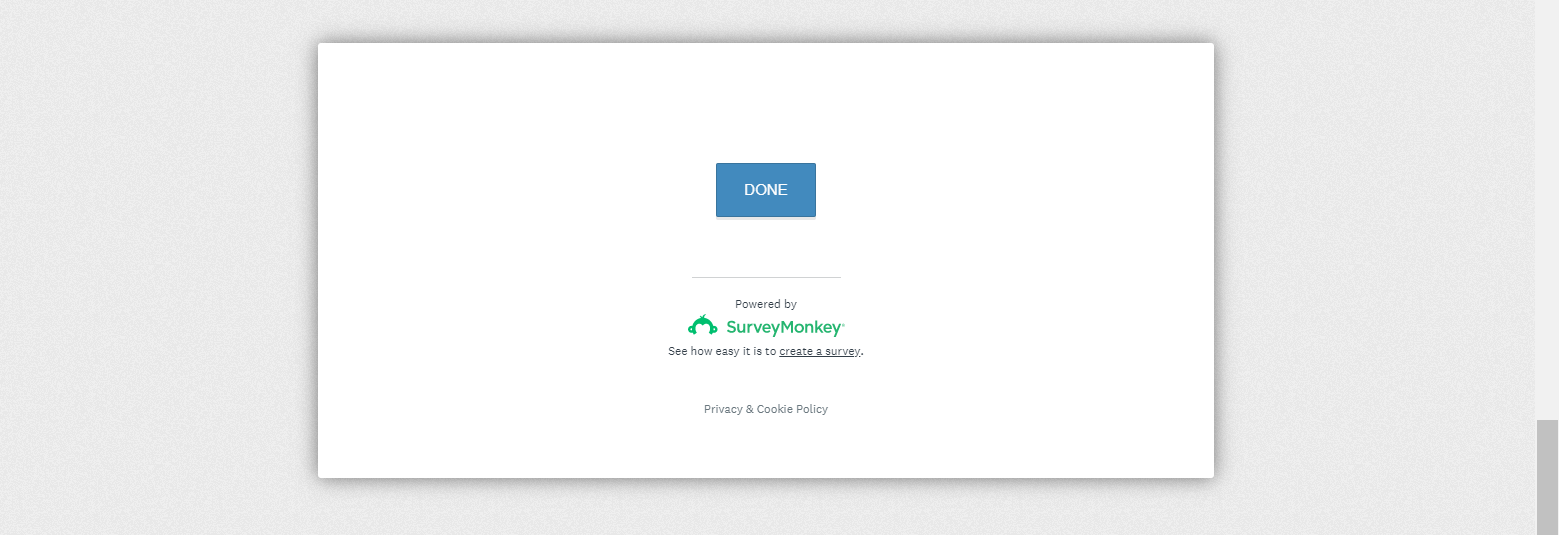 DONE
Powered by
SurveyMonkey®
See how easy it is to create a survey.
Privacy & Cookie Policy